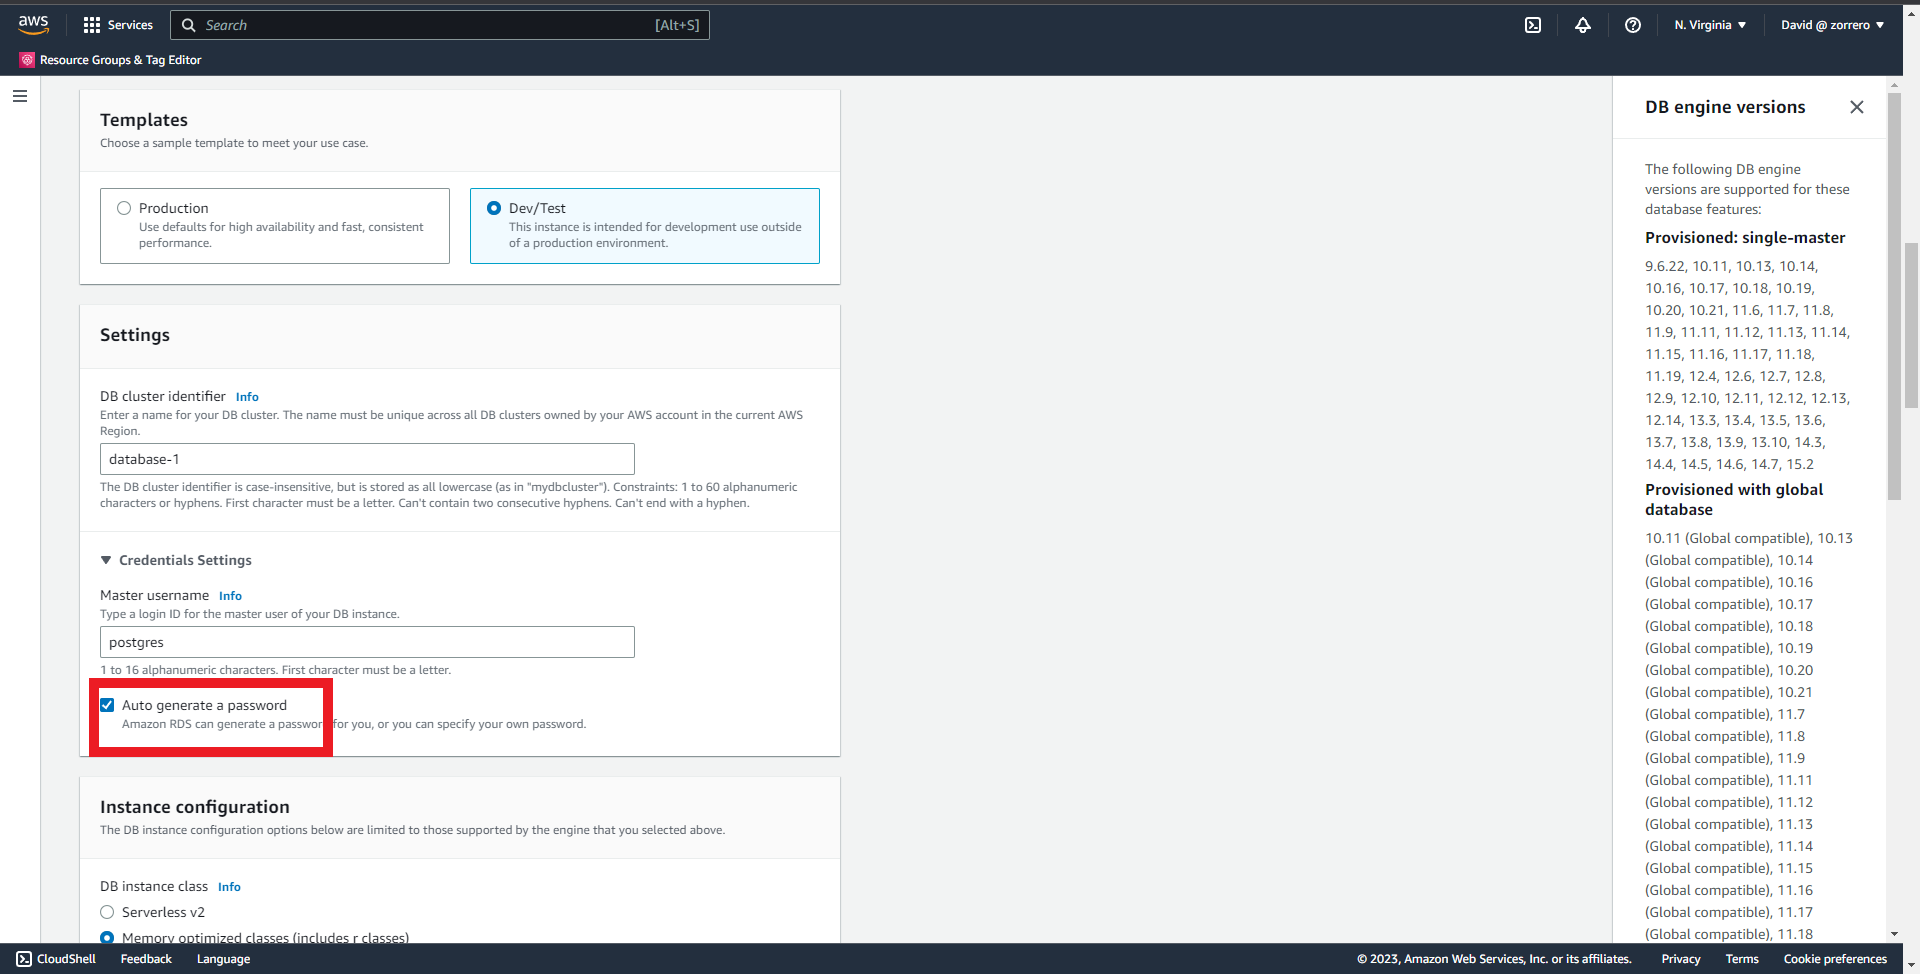 aws
Services
Search
[Alt+S]
N. Virginia
David @ zorrero
Resource Groups & Tag Editor
Templates
Choose a sample template to meet your use case.
Production
Use defaults for high availability and fast, consistent
performance.
Dev/Test
This instance is intended for development use outside
of a production environment.
Settings
DB cluster identifier Info
Enter a name for your DB cluster. The name must be unique across all DB clusters owned by your AWS account in the current AWS
Region.
database-1
The DB cluster identifier is case-insensitive, but is stored as all lowercase (as in "mydbcluster"). Constraints: 1 to 60 alphanumeric
characters or hyphens. First character must be a letter. Can't contain two consecutive hyphens. Can't end with a hyphen.
Credentials Settings
Master username Info
Type a login ID for the master user of your DB instance.
postgres
1 to 16 alphanumeric characters. First character must be a letter.
Auto generate a password
Amazon RDS can generate a password for you, or you can specify your own password.
Instance configuration
The DB instance configuration options below are limited to those supported by the engine that you selected above.
DB instance class Info
Serverless v2
Memory optimized classes (includes r classes)
DB engine versions
The following DB engine
versions are supported for these
database features:
Provisioned: single-master
9.6.22, 10.11, 10.13, 10.14,
10.16, 10.17, 10.18, 10.19,
10.20, 10.21, 11.6, 11.7, 11.8,
11.9, 11.11, 11.12, 11.13, 11.14,
11.15, 11.16, 11.17, 11.18,
11.19, 12.4, 12.6, 12.7, 12.8,
12.9, 12.10, 12.11, 12.12, 12.13,
12.14, 13.3, 13.4, 13.5, 13.6,
13.7, 13.8, 13.9, 13.10, 14.3,
14.4, 14.5, 14.6, 14.7, 15.2
Provisioned with global
database
10.11 (Global compatible), 10.13
(Global compatible), 10.14
(Global compatible), 10.16
(Global compatible), 10.17
(Global compatible), 10.18
(Global compatible), 10.19
(Global compatible), 10.20
(Global compatible), 10.21
(Global compatible), 11.7
(Global compatible), 11.8
(Global compatible), 11.9
(Global compatible), 11.11
(Global compatible), 11.12
(Global compatible), 11.13
(Global compatible), 11.14
(Global compatible), 11.15
(Global compatible), 11.16
(Global compatible), 11.17
(Global compatible), 11.18
CloudShell
Feedback
Language
© 2023, Amazon Web Services, Inc. or its affiliates.
Privacy
Terms
Cookie preferences